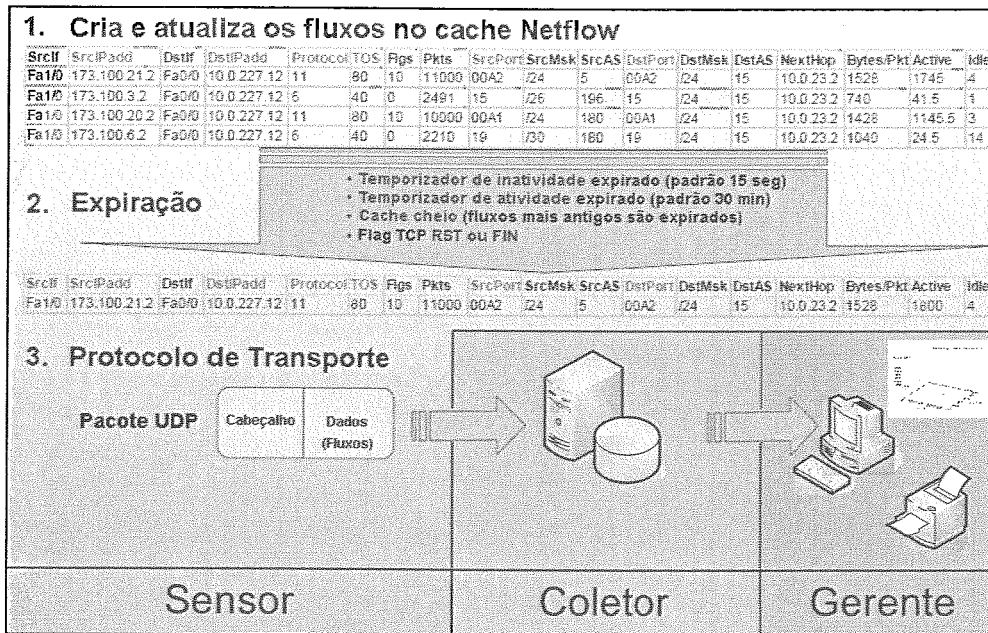 1. Cria e atualiza os fluxos no cache Netflow
SrcIf SrcIPadd DstIf DstIPadd Protocol TOS Flgs Pkts SrcPort SrcMsk SrcAS DstPort DstMsk DstAS NextHop Bytes/Pkt Active Idle
Fa1/0 173.100.21.2 Fa0/0 10.0.227.12 11 80 10 11000 00A2 /24 5 00A2 /24 15 10.0.23.2 1528 1745 4
Fa1/0 173.100.3.2 Fa0/0 10.0.227.12 6 40 0 2491 15 /26 196 15 /24 15 10.0.23.2 740 41.5 1
Fa1/0 173.100.20.2 Fa0/0 10.0.227.12 11 80 10 10000 00A1 /24 180 00A1 /24 15 10.0.23.2 1428 1145.5 3
Fa1/0 173.100.6.2 Fa0/0 10.0.227.12 6 40 0 2210 19 /30 180 19 /24 15 10.0.23.2 1040 24.5 14
2. Expiração
• Temporizador de inatividade expirado (padrão 15 seg)
• Temporizador de atividade expirado (padrão 30 min)
• Cache cheio (fluxos mais antigos são expirados)
• Flag TCP RST ou FIN
SrcIf SrcIPadd DstIf DstIPadd Protocol TOS Flgs Pkts SrcPort SrcMsk SrcAS DstPort DstMsk DstAS NextHop Bytes/Pkt Active Idle
Fa1/0 173.100.21.2 Fa0/0 10.0.227.12 11 80 10 11000 00A2 /24 5 00A2 /24 15 10.0.23.2 1528 1800 4
3. Protocolo de Transporte
Pacote UDP
Cabeçalho
Dados
(Fluxos)
Sensor
Coletor
Gerente